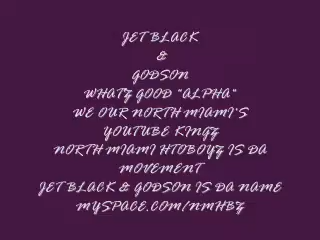 JET BLACK
&
GODSON
WHATZ GOOD "ALPHA"
WE OUR NORTH MIAMI'S
YOUTUBE KINGZ
NORTH MIAMI HTOBOYZ IS DA
MOVEMENT
JET BLACK & GODSON IS DA NAME
MYSPACE.COM/NMHBZ